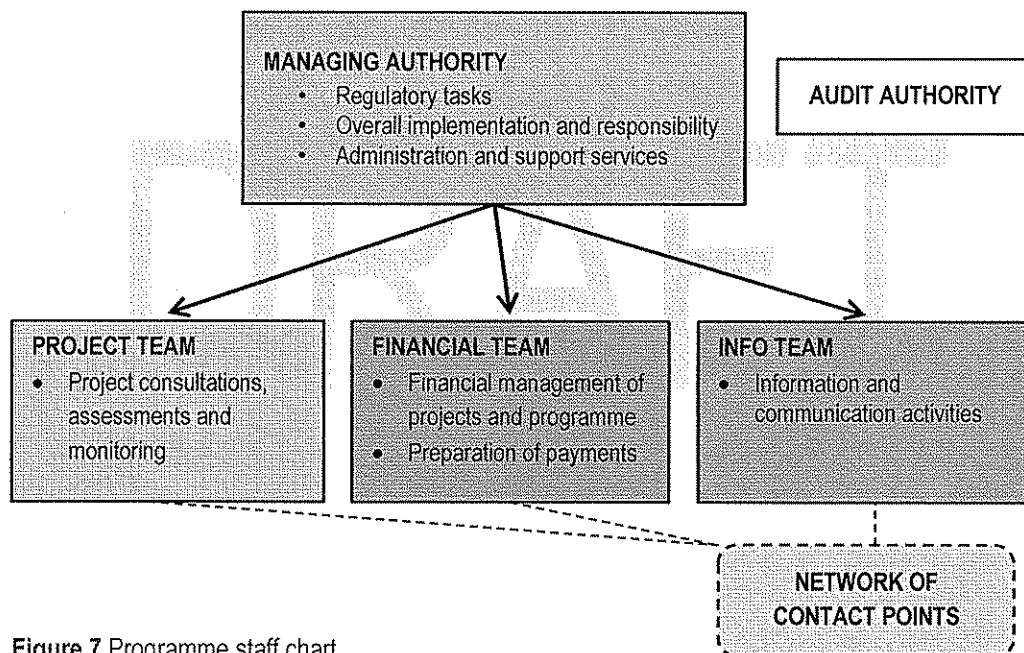 MANAGING AUTHORITY
• Regulatory tasks
• Overall implementation and responsibility
• Administration and support services
AUDIT AUTHORITY
DRAFT
PROJECT TEAM
• Project consultations,
assessments and
monitoring
FINANCIAL TEAM
• Financial management of
projects and programme
• Preparation of payments
INFO TEAM
• Information and
communication activities
NETWORK OF
CONTACT POINTS
Figure 7 Programme staff chart